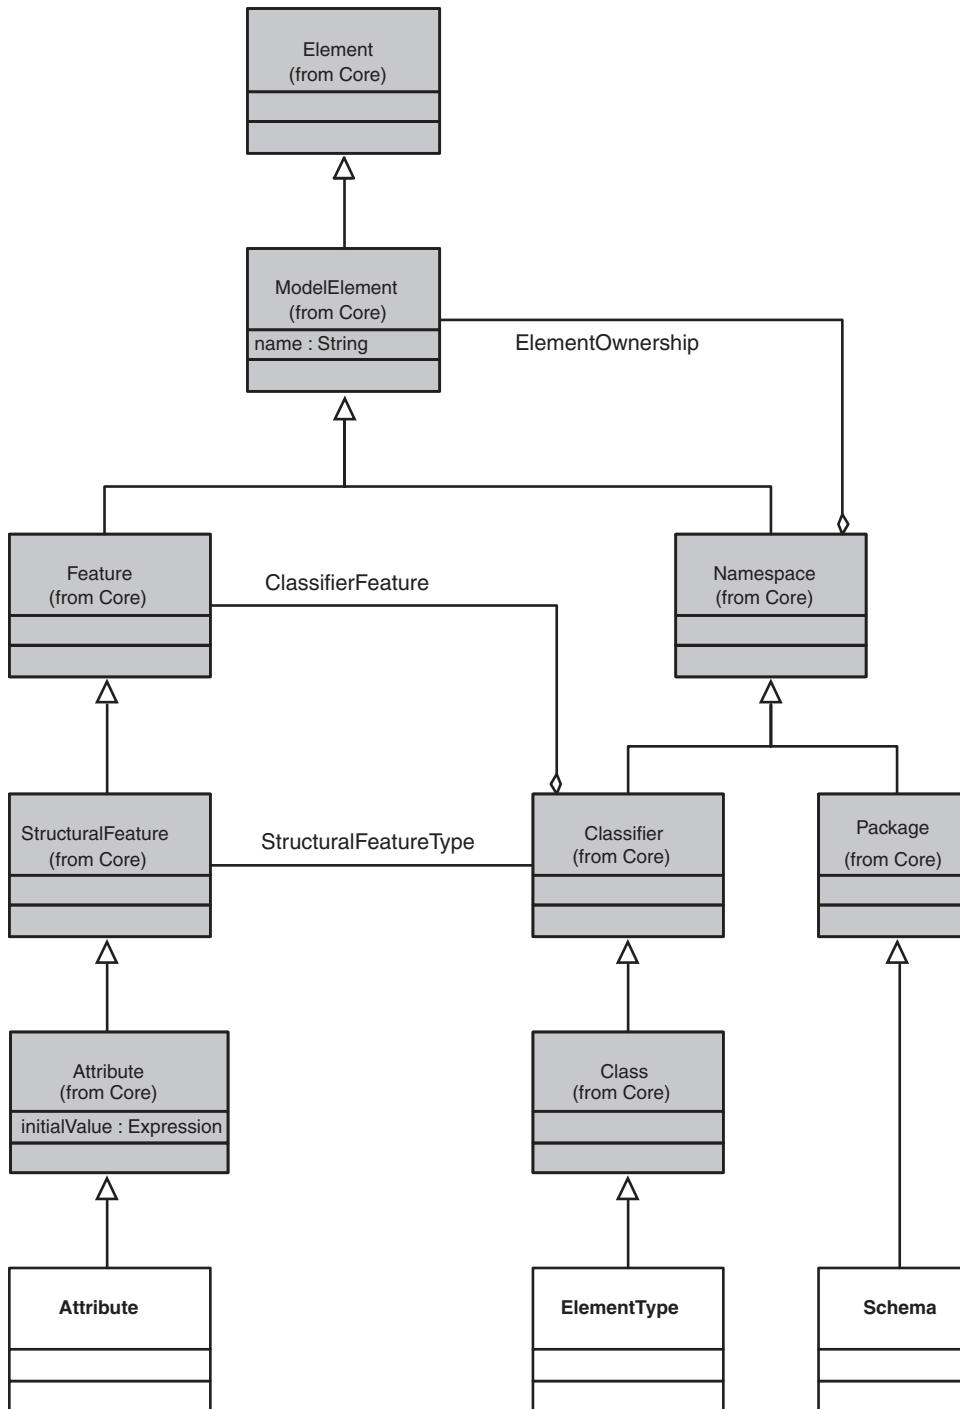 Element
(from Core)
ModelElement
(from Core)
name : String
ElementOwnership
Feature
(from Core)
ClassifierFeature
Namespace
(from Core)
StructuralFeature
(from Core)
StructuralFeatureType
Classifier
(from Core)
Package
(from Core)
Attribute
(from Core)
initialValue : Expression
Class
(from Core)
Attribute
ElementType
Schema